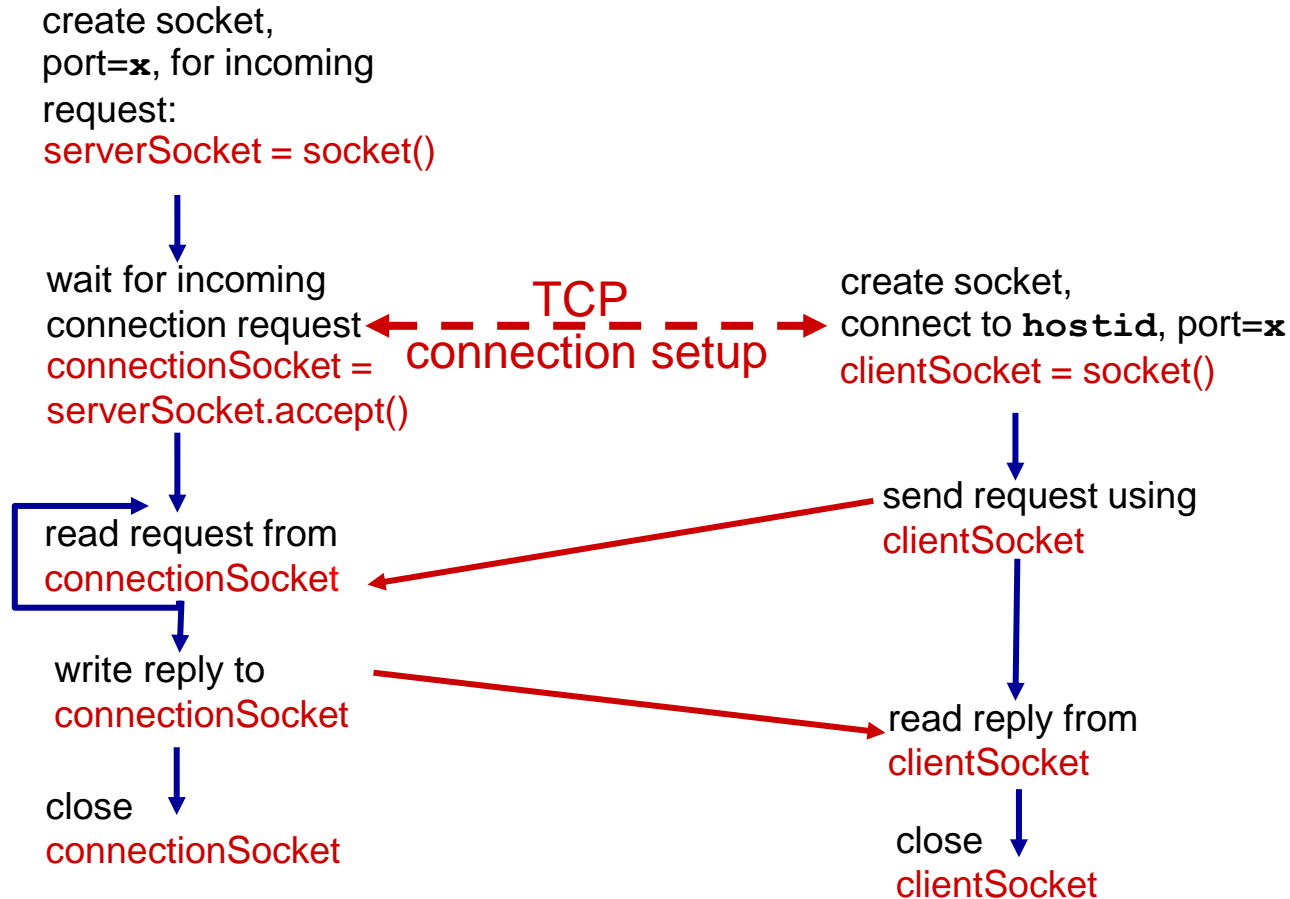 create socket,
port=x, for incoming
request:
serverSocket = socket()
wait for incoming
connection request
connectionSocket =
serverSocket.accept()
TCP
connection setup
create socket,
connect to hostid, port=x
clientSocket = socket()
read request from
connectionSocket
send request using
clientSocket
write reply to
connectionSocket
read reply from
clientSocket
close
connectionSocket
close
clientSocket